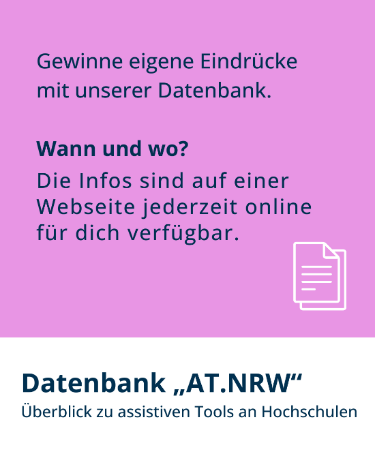 Gewinne eigene Eindrücke
mit unserer Datenbank.
Wann und wo?
Die Infos sind auf einer
Webseite jederzeit online
für dich verfügbar.
Datenbank „AT.NRW“
Überblick zu assistiven Tools an Hochschulen